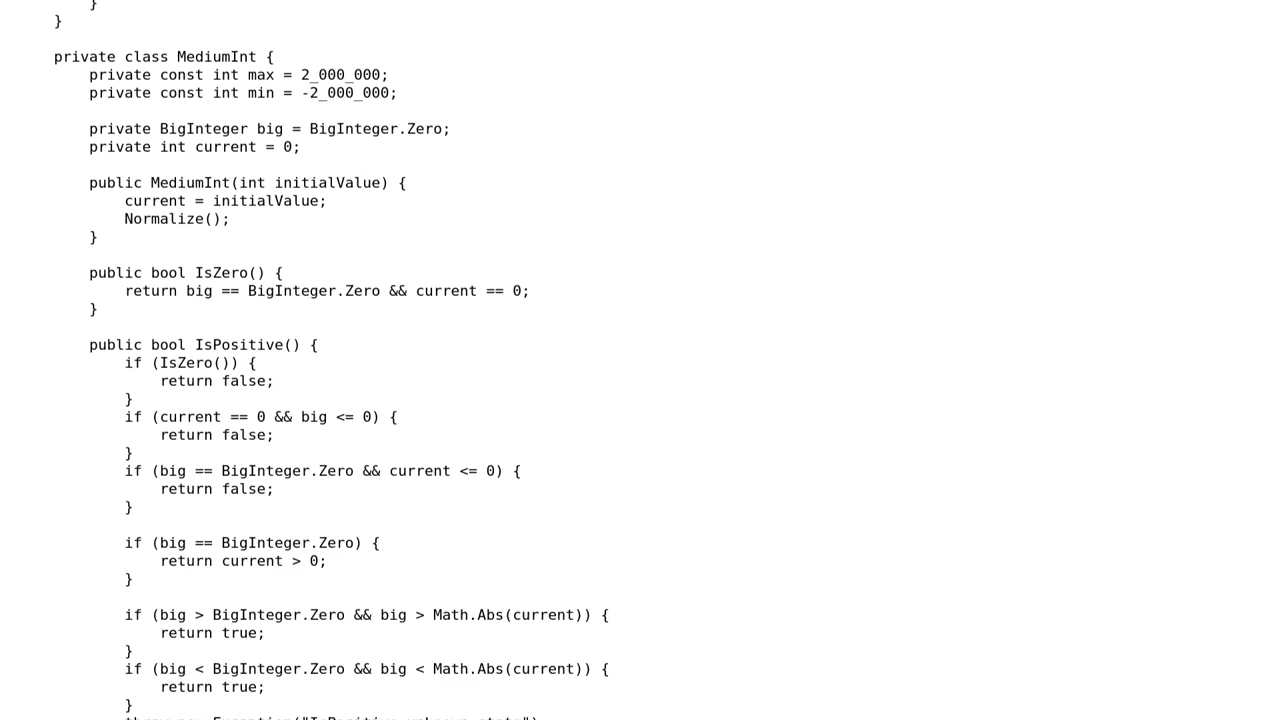 }
}
private class MediumInt {
private const int max = 2_000_000;
private const int min = -2_000_000;
private BigInteger big = BigInteger.Zero;
private int current = 0;
public MediumInt(int initialValue) {
current = initialValue;
Normalize();
}
public bool IsZero() {
return big == BigInteger.Zero && current == 0;
}
public bool IsPositive() {
if (IsZero()) {
return false;
}
if (current == 0 && big <= 0) {
return false;
}
if (big == BigInteger.Zero && current <= 0) {
return false;
}
if (big == BigInteger.Zero) {
return current > 0;
}
if (big > BigInteger.Zero && big > Math.Abs(current)) {
return true;
}
if (big < BigInteger.Zero && big < Math.Abs(current)) {
return true;
}